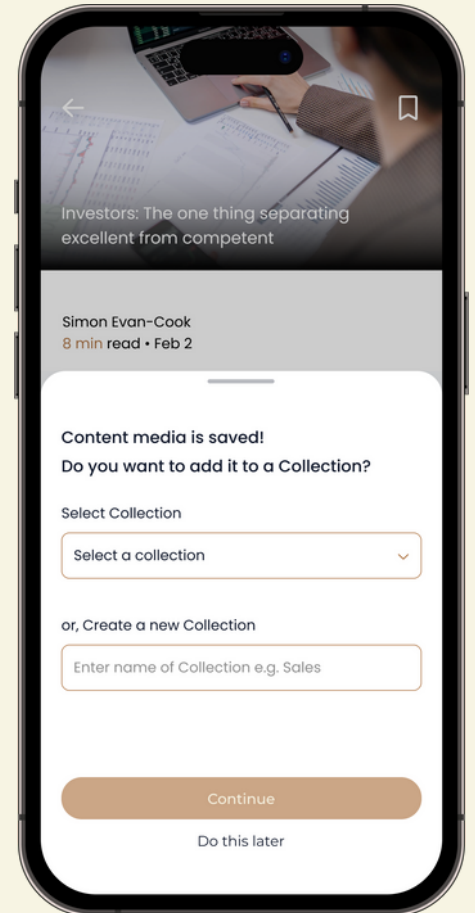 Investors: The one thing separating
excellent from competent
Simon Evan-Cook
8 min read • Feb 2
Content media is saved!
Do you want to add it to a Collection?
Select Collection
Select a collection
or, Create a new Collection
Enter name of Collection e.g. Sales
Continue
Do this later